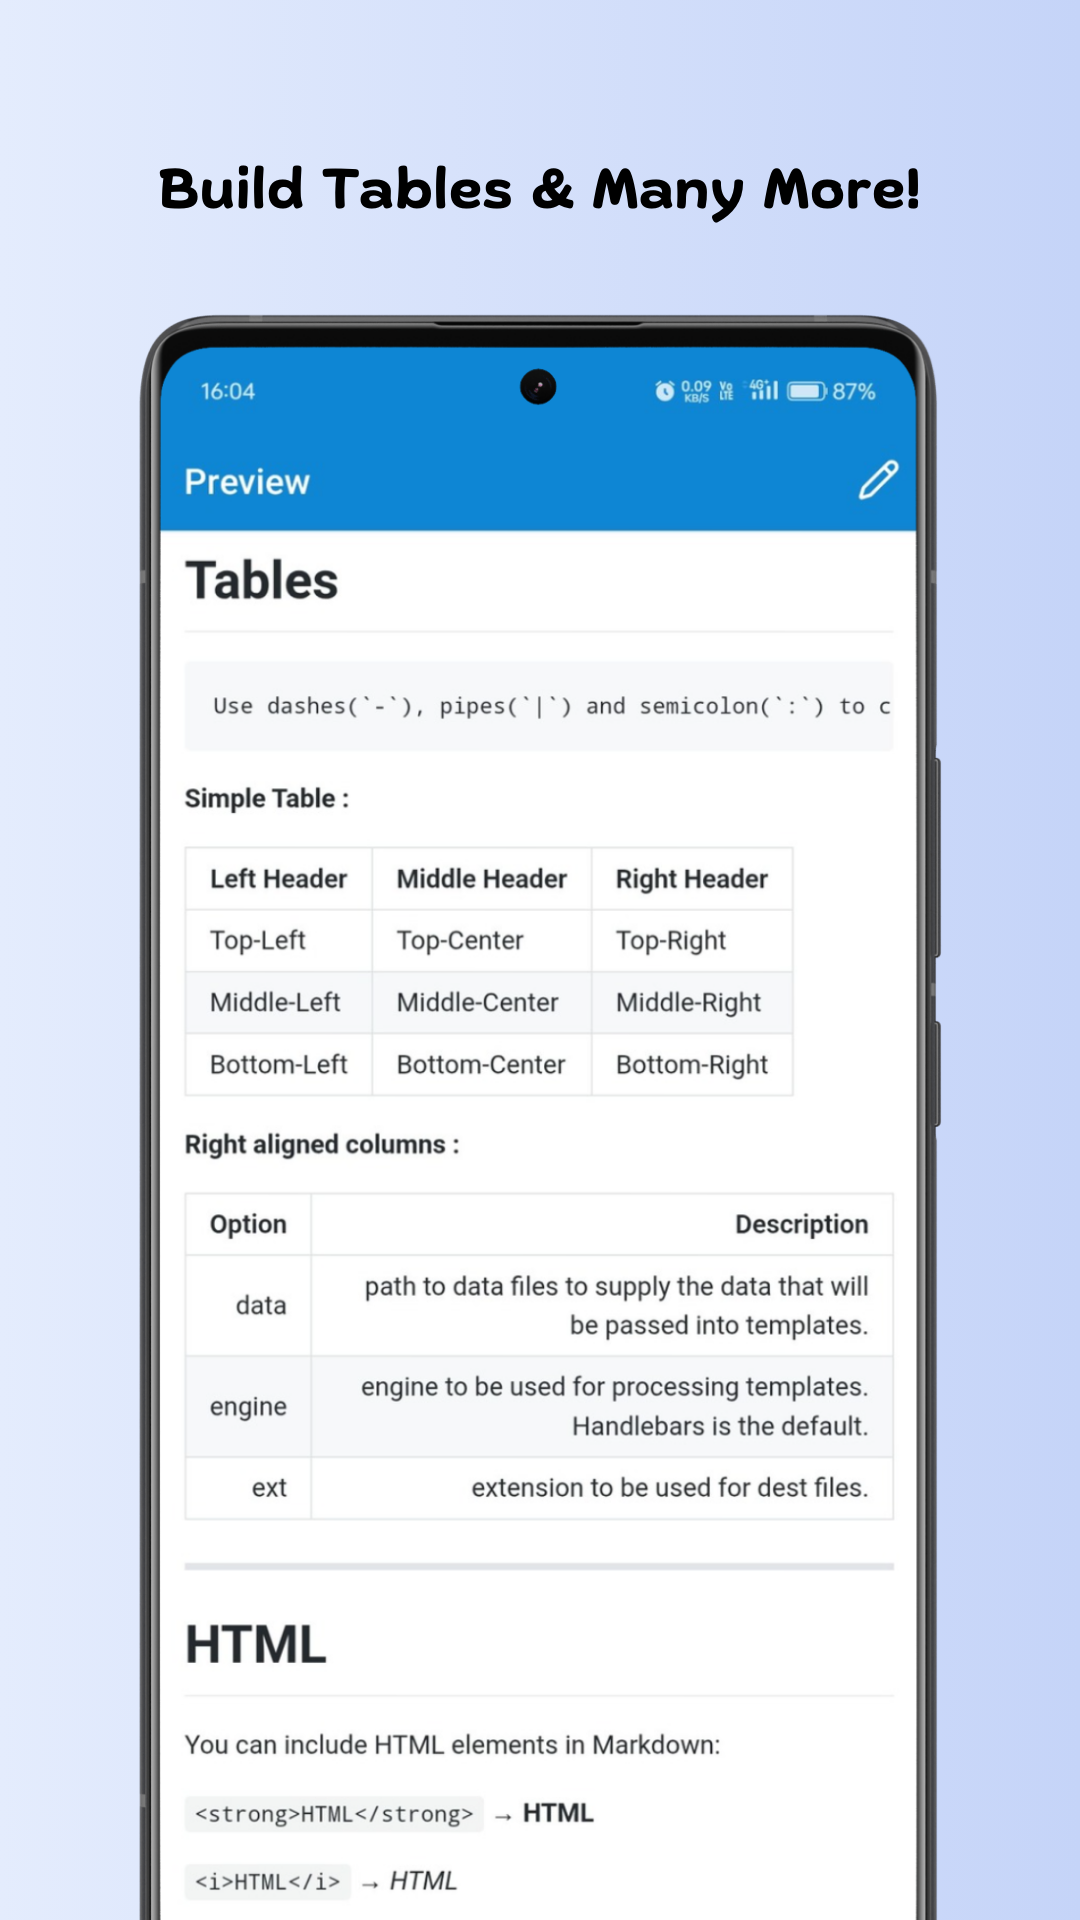 Build Tables & Many More!
16:04 0.09 KB/S Vo LTE 4G+ 87%
Preview
Tables
Use dashes(`-`), pipes(`|`) and semicolon(`:`) to c
Simple Table :
Left Header Middle Header Right Header
Top-Left Top-Center Top-Right
Middle-Left Middle-Center Middle-Right
Bottom-Left Bottom-Center Bottom-Right
Right aligned columns :
Option Description
data path to data files to supply the data that will
be passed into templates.
engine engine to be used for processing templates.
Handlebars is the default.
ext extension to be used for dest files.
HTML
You can include HTML elements in Markdown:
<strong>HTML</strong> → HTML
<i>HTML</i> → HTML